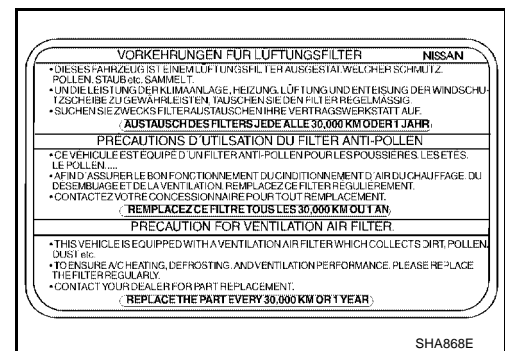 VORKEHRUNGEN FÜR LÜFTUNGSFILTER NISSAN
• DIESES FAHRZEUG IST EINEM LÜFTUNGSFILTER AUSGESTAT.WELCHER SCHMUTZ.
POLLEN. STAUB etc. SAMMELT.
• UN DIE LEISTUNG DER KLIMAANLAGE, HEIZUNG. LÜFTUNG UND ENTEISUNG DER WINDSCHU-
TZSCHEIBE ZU GEWÄHRLEISTEN, TAUSCHEN SIE DEN FILTER REGELMÄSSIG.
• SUCHEN SIE ZWECKS FILTERAUSTAUSCHEN IHRE VERTRAGSWERKSTATT AUF.
AUSTAUSCH DES FILTERS JEDE ALLE 30,000 KM ODER 1 JAHR
PRECAUTIONS D'UTILSATION DU FILTER ANTI-POLLEN
• CE VÉHICULE EST ÉQUIPÉ D'UN FILTER ANTI-POLLEN POUR LES POUSSIÈRES. LES ETES.
LE POLLEN.....
• AFIN D'ASSURER LE BON FONCTIONNEMENT DU CINDITIONNEMENT D'AIR DU CHAUFFAGE. DU
DÉSEMBUAGE ET DE LA VENTILATION. REMPLACEZ CE FILTER RÉGULIEREMENT.
• CONTACTEZ VOTRE CONCESSIONNAIRE POUR TOUT REMPLACEMENT.
REMPLACEZ CE FILTRE TOUS LES 30,000 KM OU 1 AN
PRECAUTION FOR VENTILATION AIR FILTER.
• THIS VEHICLE IS EQUIPPED WITH A VENTILATION AIR FILTER WHICH COLLECTS DIRT, POLLEN,
DUST etc.
• TO ENSURE A/C HEATING, DEFROSTING. AND VENTILATION PERFORMANCE. PLEASE REPLACE
THE FILTER REGULARLY.
• CONTACT YOUR DEALER FOR PART REPLACEMENT.
REPLACE THE PART EVERY 30,000 KM OR 1 YEAR
SHA868E